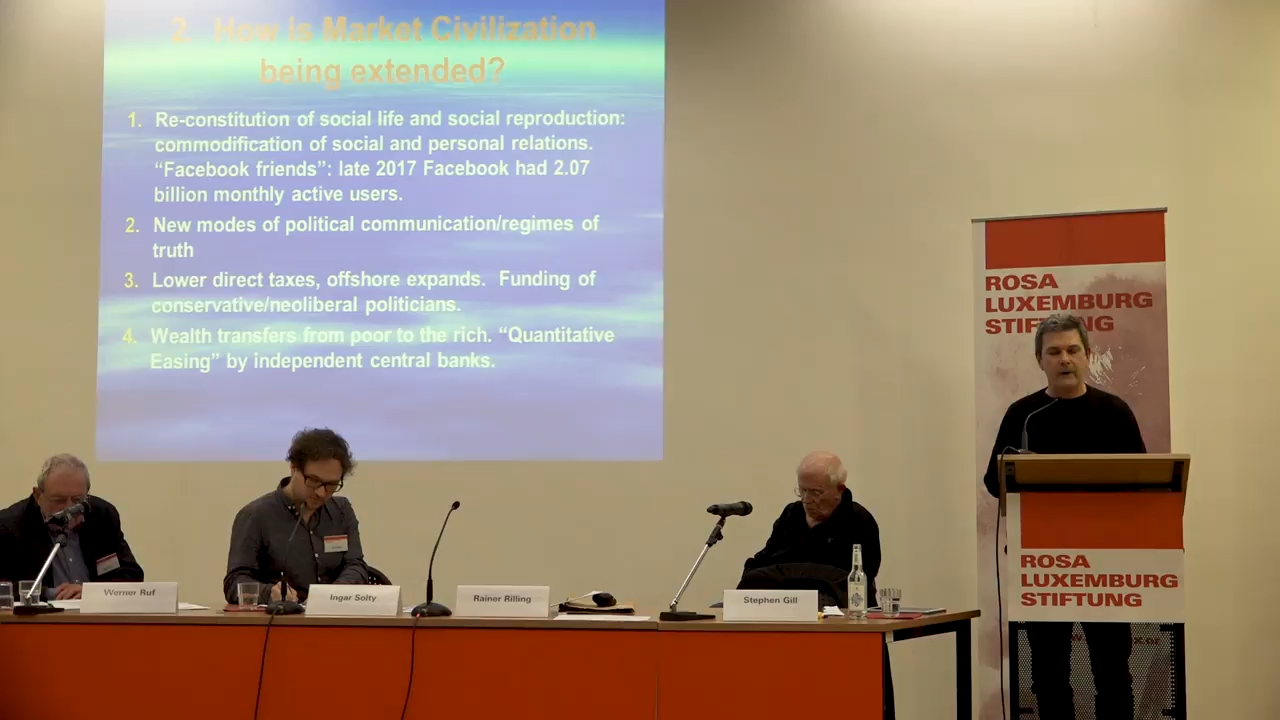 2. How is Market Civilization
being extended?
1. Re-constitution of social life and social reproduction:
commodification of social and personal relations.
“Facebook friends”: late 2017 Facebook had 2.07
billion monthly active users.
2. New modes of political communication/regimes of
truth
3. Lower direct taxes, offshore expands. Funding of
conservative/neoliberal politicians.
4. Wealth transfers from poor to the rich. “Quantitative
Easing” by independent central banks.
ROSA
LUXEMBURG
STIFTUNG
Werner Ruf
Ingar Solty
Rainer Rilling
Stephen Gill
ROSA
LUXEMBURG
STIFTUNG